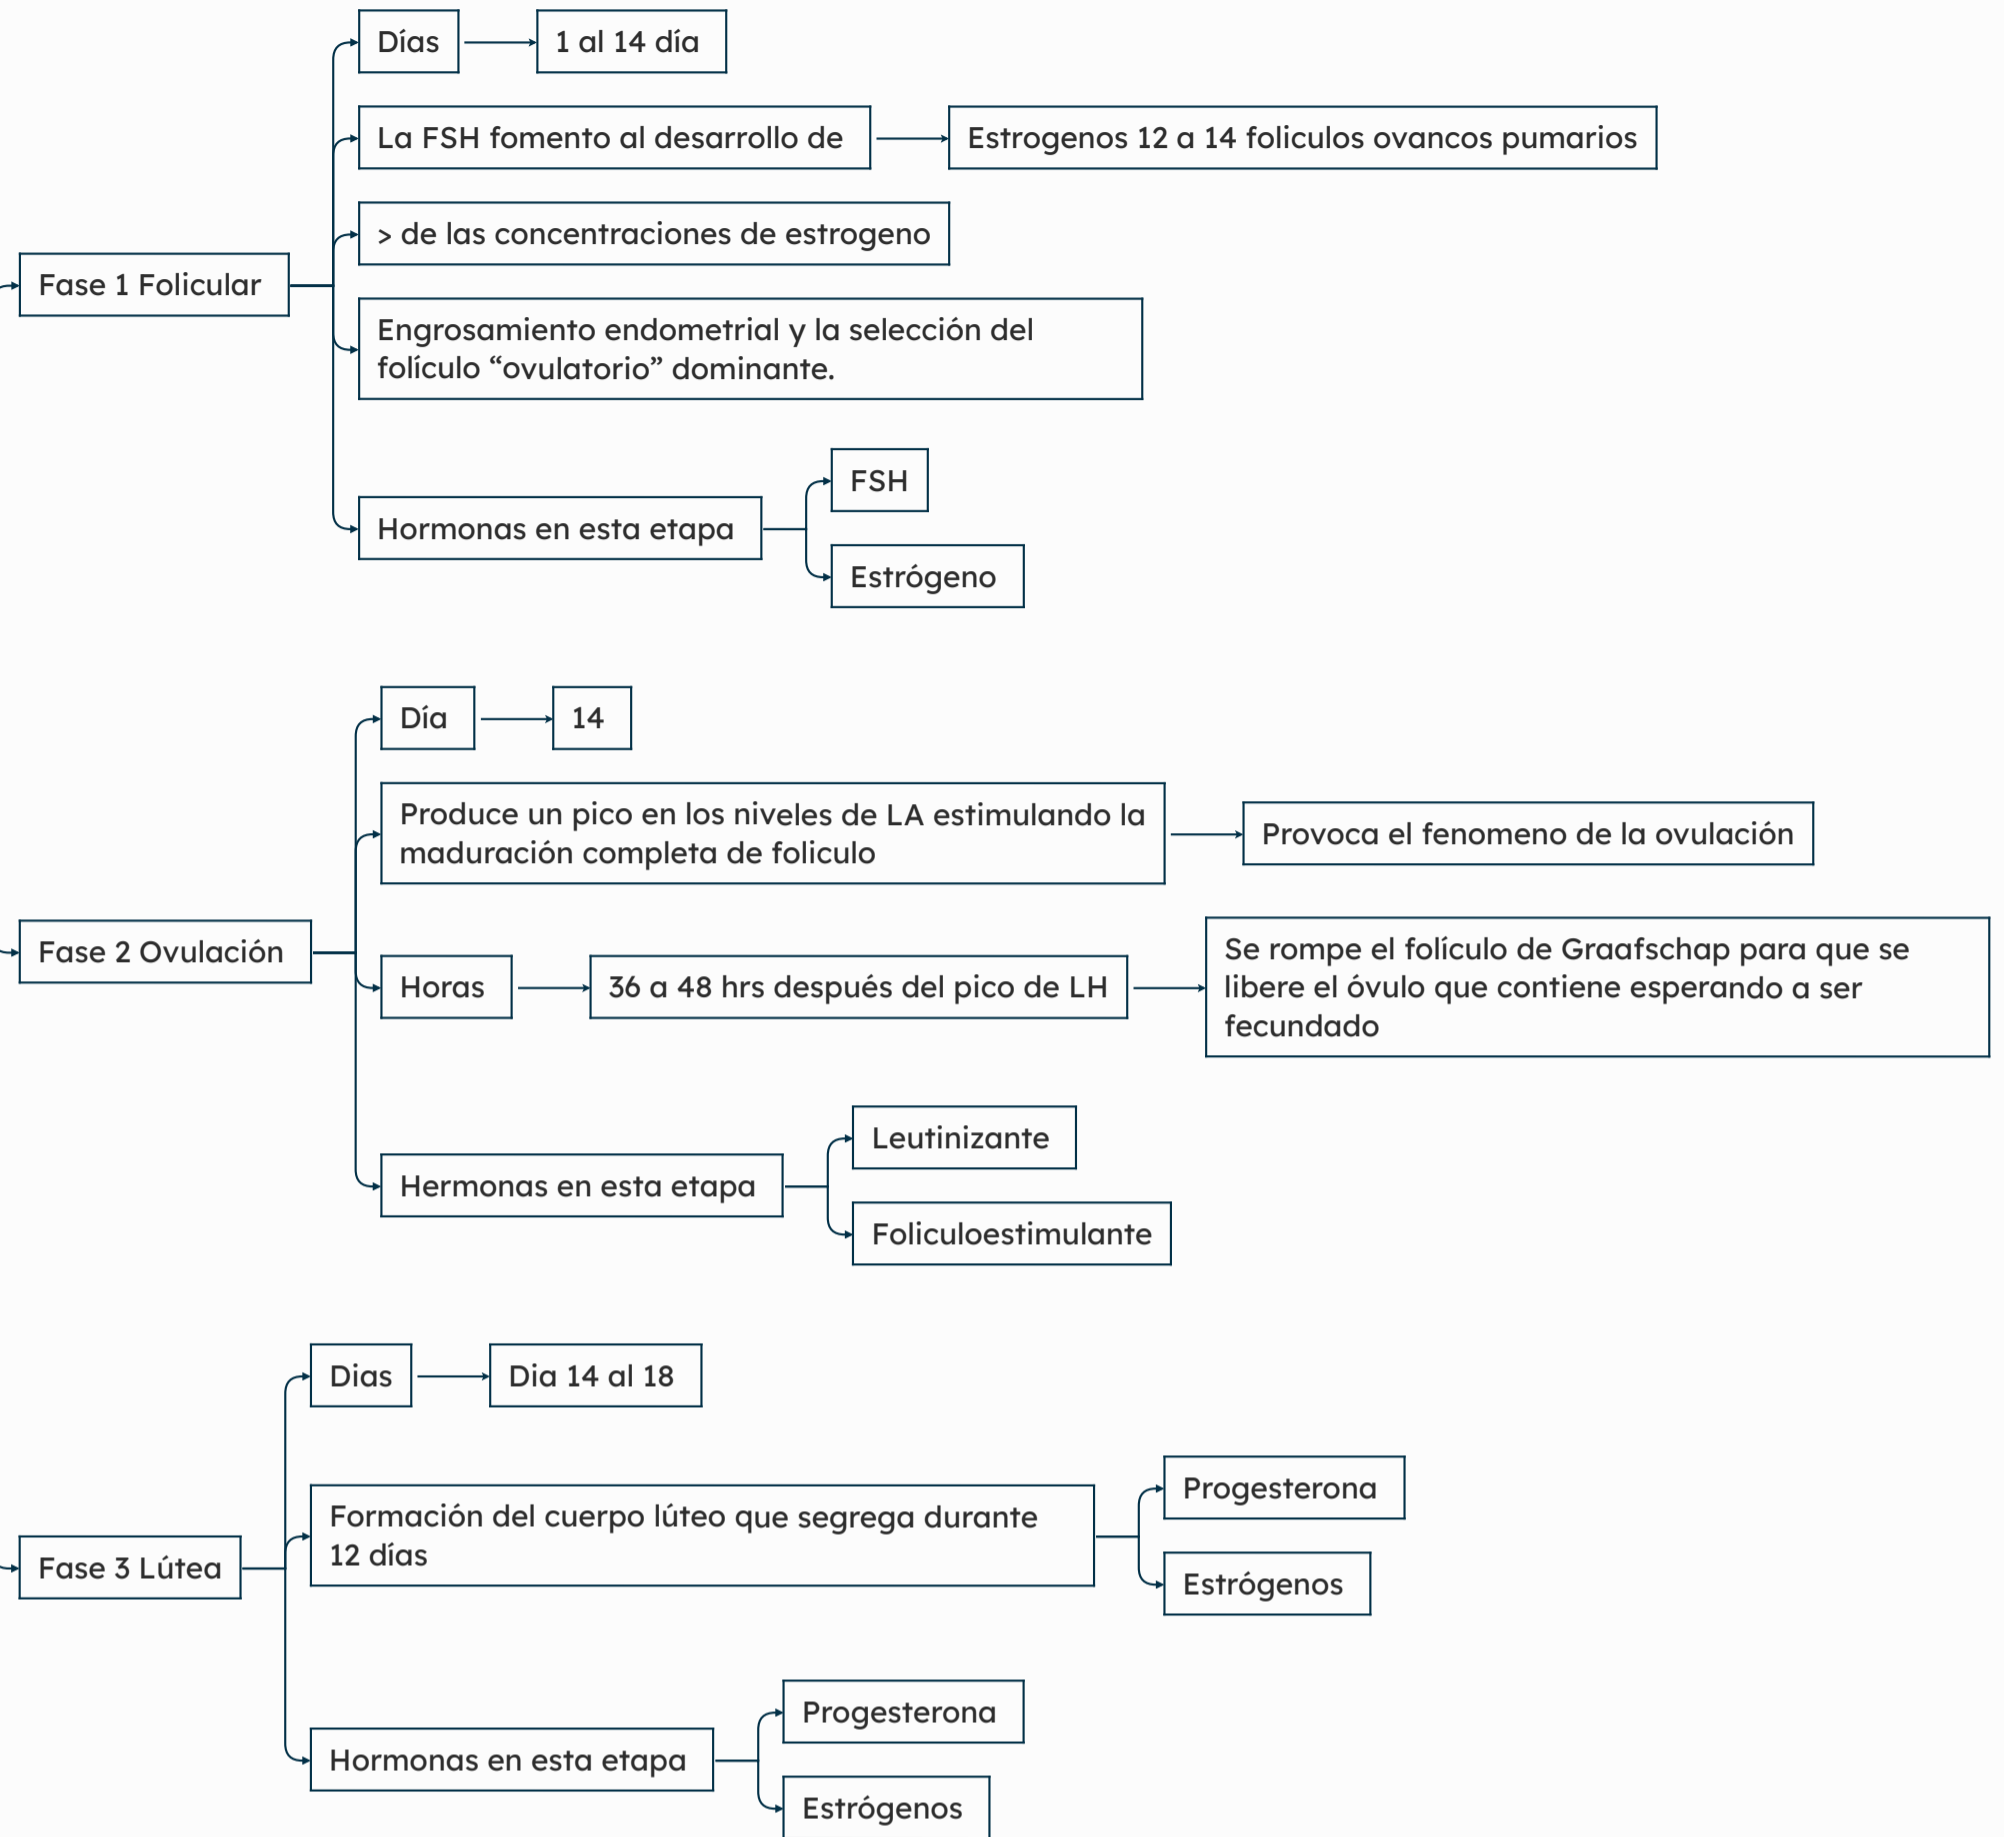 Días
1 al 14 día
La FSH fomento al desarrollo de
Estrogenos 12 a 14 foliculos ovancos pumarios
> de las concentraciones de estrogeno
Fase 1 Folicular
Engrosamiento endometrial y la selección del
folículo “ovulatorio” dominante.
FSH
Hormonas en esta etapa
Estrógeno
Día
14
Produce un pico en los niveles de LA estimulando la
maduración completa de foliculo
Provoca el fenomeno de la ovulación
Fase 2 Ovulación
Horas
36 a 48 hrs después del pico de LH
Se rompe el folículo de Graafschap para que se
libere el óvulo que contiene esperando a ser
fecundado
Leutinizante
Hermonas en esta etapa
Foliculoestimulante
Dias
Dia 14 al 18
Formación del cuerpo lúteo que segrega durante
12 días
Progesterona
Estrógenos
Fase 3 Lútea
Progesterona
Hormonas en esta etapa
Estrógenos